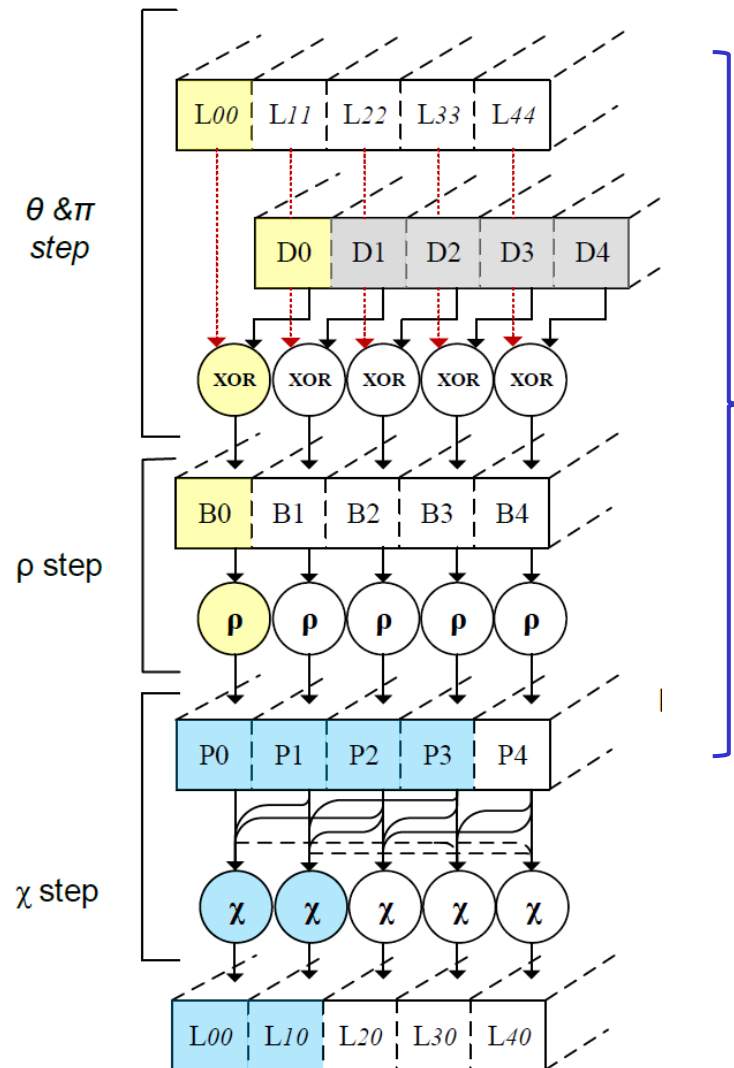 L00 L11 L22 L33 L44
θ &π
step
D0 D1 D2 D3 D4
XOR XOR XOR XOR XOR
B0 B1 B2 B3 B4
ρ step
ρ ρ ρ ρ ρ
P0 P1 P2 P3 P4
χ step
χ χ χ χ χ
L00 L10 L20 L30 L40